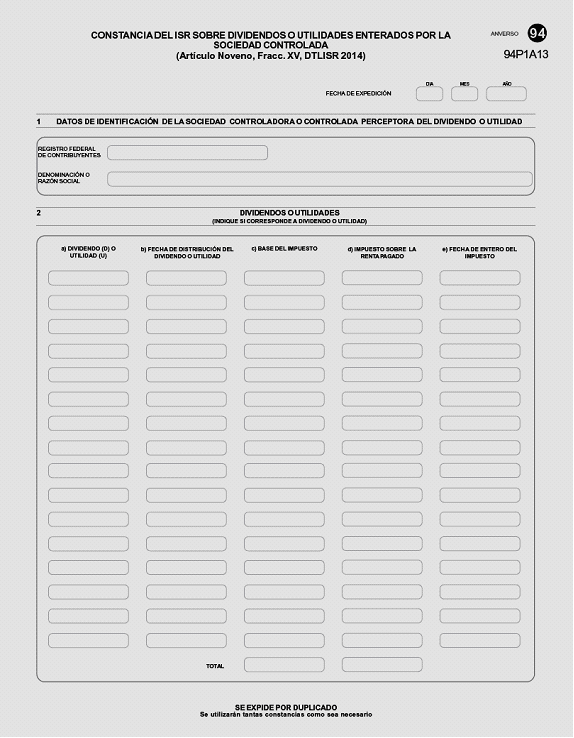 CONSTANCIA DEL ISR SOBRE DIVIDENDOS O UTILIDADES ENTERADOS POR LA
SOCIEDAD CONTROLADA
(Artículo Noveno, Fracc. XV, DTLISR 2014)
ANVERSO 94
94P1A13
FECHA DE EXPEDICIÓN
DIA MES AÑO
1 DATOS DE IDENTIFICACIÓN DE LA SOCIEDAD CONTROLADORA O CONTROLADA PERCEPTORA DEL DIVIDENDO O UTILIDAD
REGISTRO FEDERAL
DE CONTRIBUYENTES
DENOMINACIÓN O
RAZÓN SOCIAL
2 DIVIDENDOS O UTILIDADES
(INDIQUE SI CORRESPONDE A DIVIDENDO O UTILIDAD)
a) DIVIDENDO (D) O
UTILIDAD (U)
b) FECHA DE DISTRIBUCIÓN DEL
DIVIDENDO O UTILIDAD
c) BASE DEL IMPUESTO
d) IMPUESTO SOBRE LA
RENTA PAGADO
e) FECHA DE ENTERO DEL
IMPUESTO
TOTAL
SE EXPIDE POR DUPLICADO
Se utilizarán tantas constancias como sea necesario